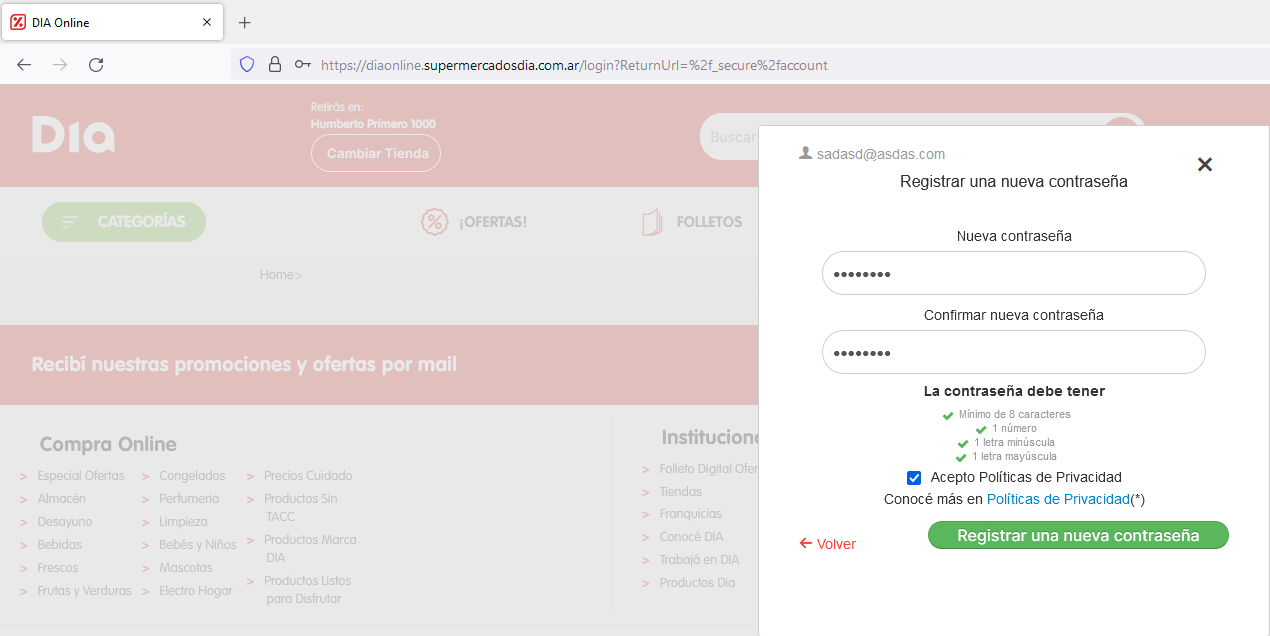 DIA Online
https://diaonline.supermercadosdia.com.ar/login?ReturnUrl=%2f_secure%2faccount
Dia
Retirás en:
Humberto Primero 1000
Cambiar Tienda
Buscar
CATEGORÍAS
¡OFERTAS!
FOLLETOS
Home>
Recibí nuestras promociones y ofertas por mail
Compra Online
> Especial Ofertas
> Almacén
> Desayuno
> Bebidas
> Frescos
> Frutas y Verduras
> Congelados
> Perfumeria
> Limpieza
> Bebés y Niños
> Mascotas
> Electro Hogar
> Precios Cuidado
> Productos Sin
TACC
> Productos Marca
DIA
> Productos Listos
para Disfrutar
Instituciona
> Folleto Digital Ofer
> Tiendas
> Franquicias
> Conocé DIA
> Trabajá en DIA
> Productos Dia
sadasd@asdas.com
Registrar una nueva contraseña
Nueva contraseña
••••••••
Confirmar nueva contraseña
••••••••
La contraseña debe tener
Mínimo de 8 caracteres
1 número
1 letra minúscula
1 letra mayúscula
Acepto Políticas de Privacidad
Conocé más en Políticas de Privacidad(*)
Volver
Registrar una nueva contraseña